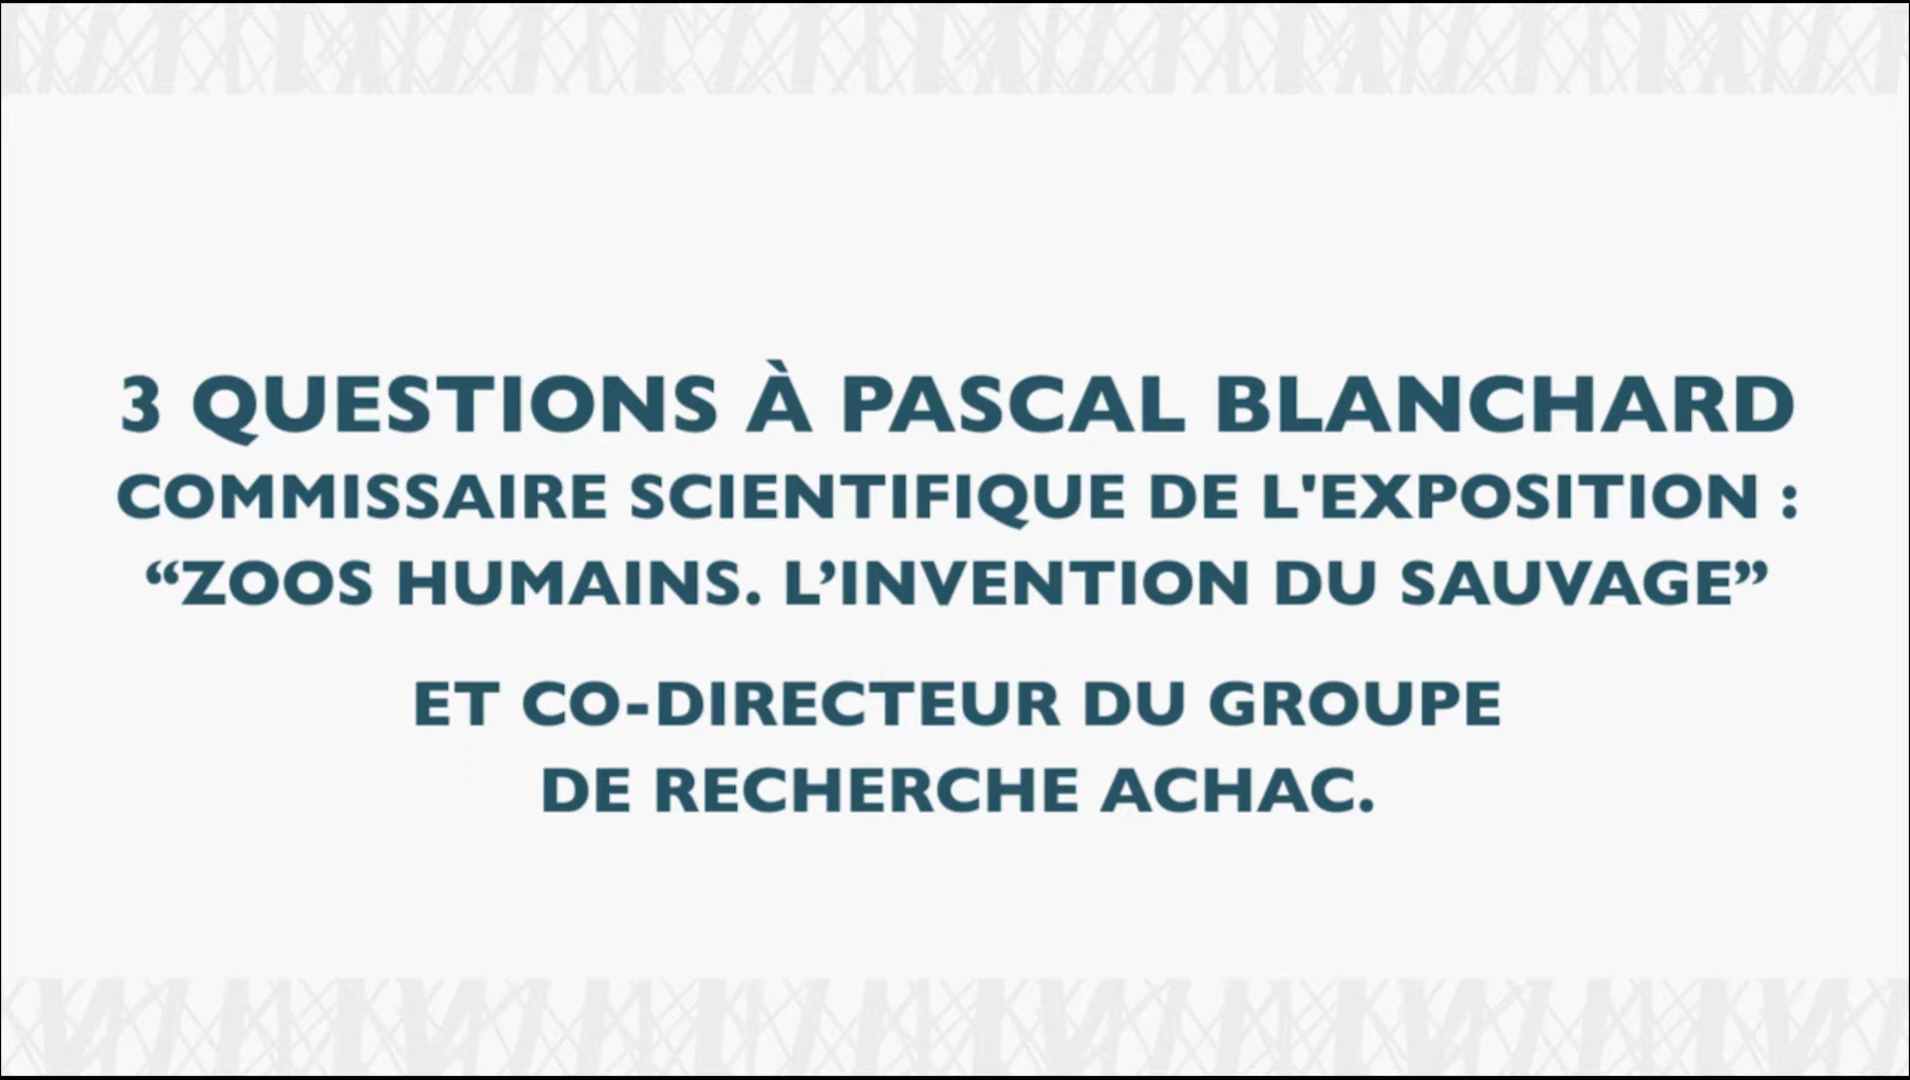 3 QUESTIONS À PASCAL BLANCHARD
COMMISSAIRE SCIENTIFIQUE DE L'EXPOSITION :
“ZOOS HUMAINS. L’INVENTION DU SAUVAGE”
ET CO-DIRECTEUR DU GROUPE
DE RECHERCHE ACHAC.